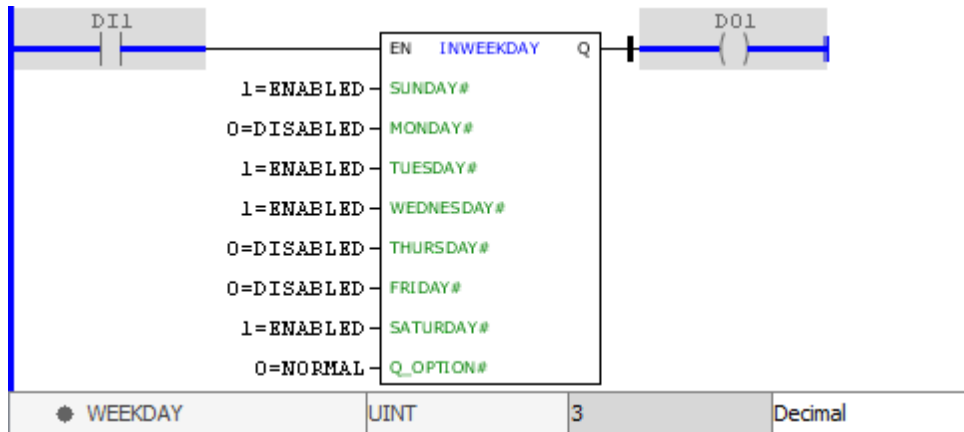 DI1 DO1
EN INWEEKDAY Q
1=ENABLED SUNDAY#
0=DISABLED MONDAY#
1=ENABLED TUESDAY#
1=ENABLED WEDNESDAY#
0=DISABLED THURSDAY#
0=DISABLED FRIDAY#
1=ENABLED SATURDAY#
0=NORMAL Q_OPTION#
WEEKDAY UINT 3 Decimal